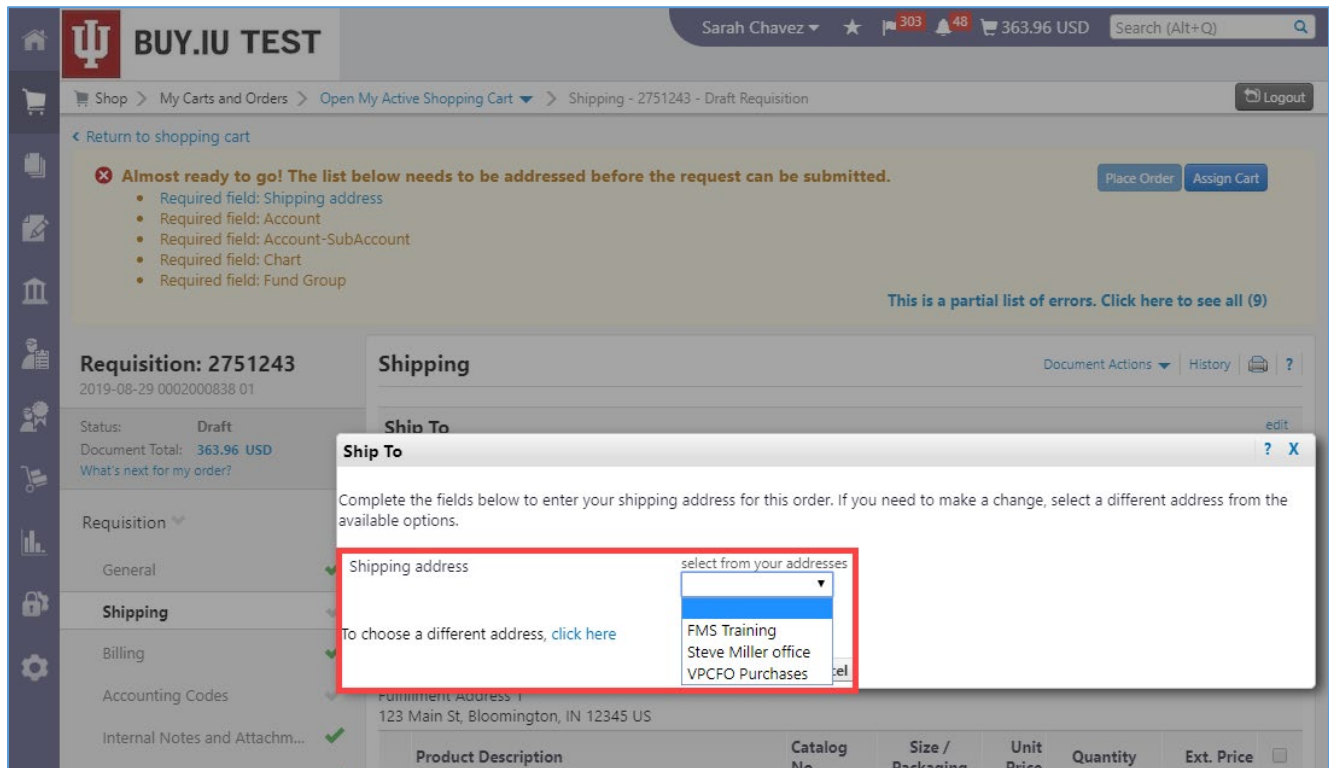 BUY.IU TEST
Sarah Chavez
303
48
363.96 USD
Search (Alt+Q)
Shop > My Carts and Orders > Open My Active Shopping Cart > Shipping - 2751243 - Draft Requisition
Logout
< Return to shopping cart
Almost ready to go! The list below needs to be addressed before the request can be submitted.
Place Order
Assign Cart
• Required field: Shipping address
• Required field: Account
• Required field: Account-SubAccount
• Required field: Chart
• Required field: Fund Group
This is a partial list of errors. Click here to see all (9)
Requisition: 2751243
2019-08-29 0002000838 01
Status: Draft
Document Total: 363.96 USD
What's next for my order?
Requisition
General
Shipping
Billing
Accounting Codes
Internal Notes and Attachm...
Shipping
Document Actions
History
?
Ship To
edit
Ship To
? X
Complete the fields below to enter your shipping address for this order. If you need to make a change, select a different address from the
available options.
Shipping address
select from your addresses
FMS Training
Steve Miller office
VPCFO Purchases
To choose a different address, click here
Fulfillment Address 1
123 Main St, Bloomington, IN 12345 US
Product Description
Catalog
No
Size /
Packaging
Unit
Price
Quantity
Ext. Price